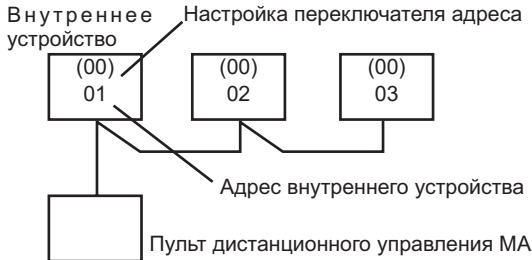 Внутреннее
устройство
Настройка переключателя адреса
(00) (00) (00)
01 02 03
Адрес внутреннего устройства
Пульт дистанционного управления МА